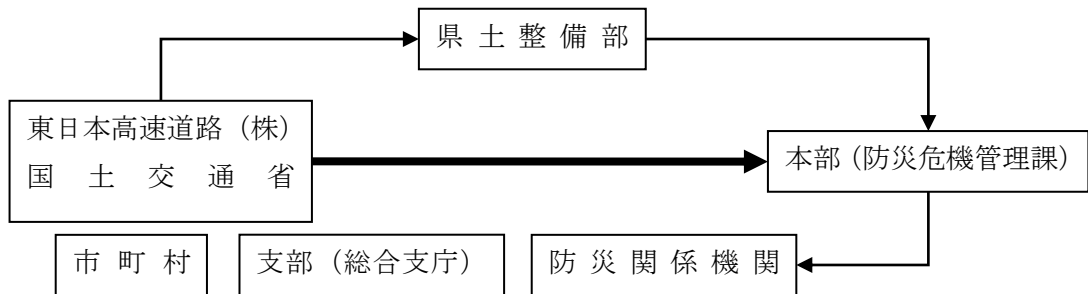 県土整備部
東日本高速道路（株）
国土交通省
本部（防災危機管理課）
市町村
支部（総合支庁）
防災関係機関